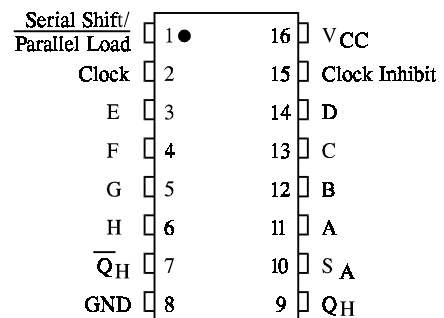 Serial Shift/
Parallel Load 1 16 VCC
Clock 2 15 Clock Inhibit
E 3 14 D
F 4 13 C
G 5 12 B
H 6 11 A
Q̅H 7 10 SA
GND 8 9 QH